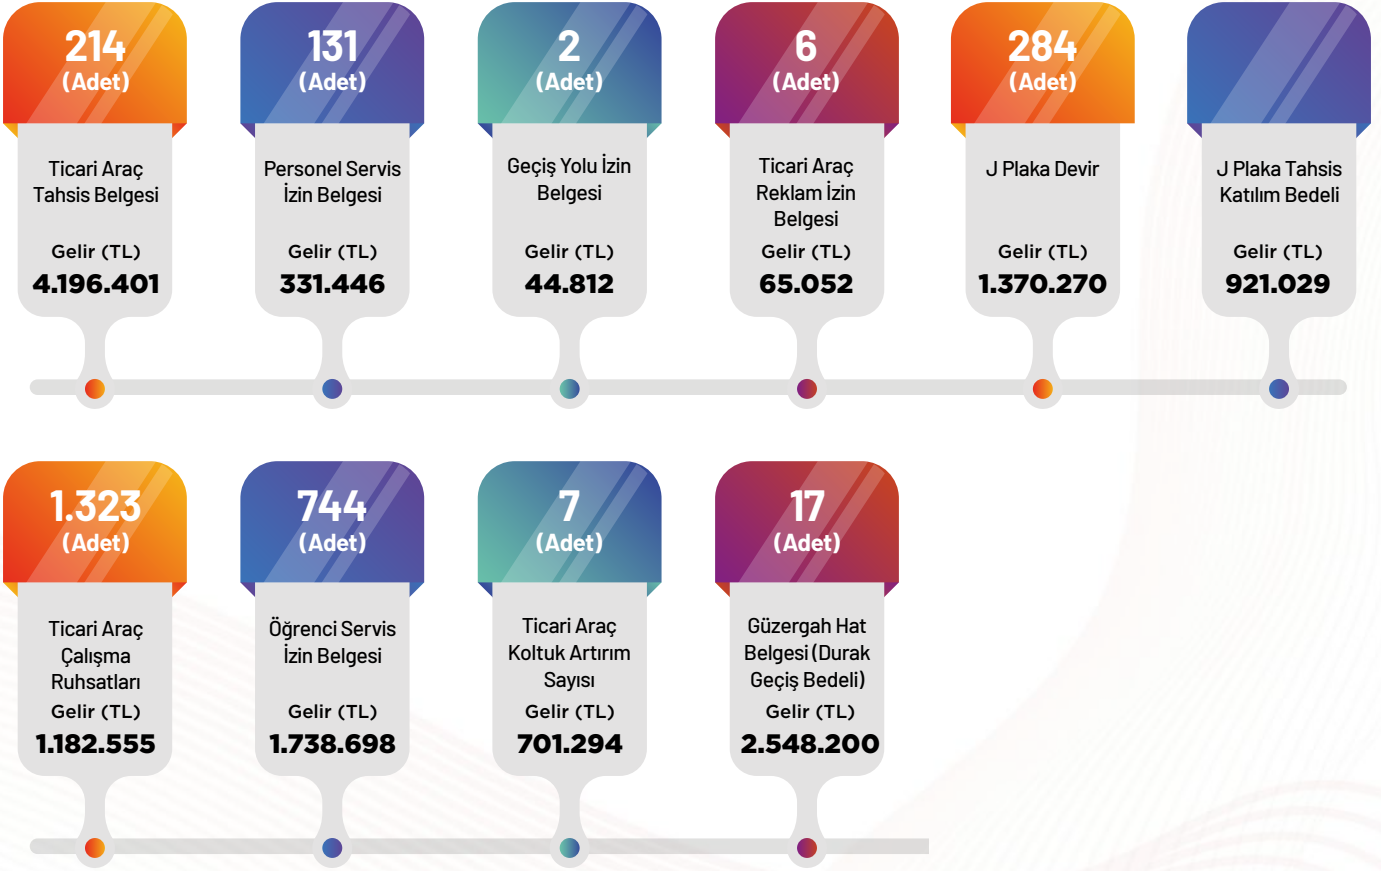 214
(Adet)
Ticari Araç
Tahsis Belgesi
Gelir (TL)
4.196.401
131
(Adet)
Personel Servis
İzin Belgesi
Gelir (TL)
331.446
2
(Adet)
Geçiş Yolu İzin
Belgesi
Gelir (TL)
44.812
6
(Adet)
Ticari Araç
Reklam İzin
Belgesi
Gelir (TL)
65.052
284
(Adet)
J Plaka Devir
Gelir (TL)
1.370.270
J Plaka Tahsis
Katılım Bedeli
Gelir (TL)
921.029
1.323
(Adet)
Ticari Araç
Çalışma
Ruhsatları
Gelir (TL)
1.182.555
744
(Adet)
Öğrenci Servis
İzin Belgesi
Gelir (TL)
1.738.698
7
(Adet)
Ticari Araç
Koltuk Artırım
Sayısı
Gelir (TL)
701.294
17
(Adet)
Güzergah Hat
Belgesi (Durak
Geçiş Bedeli)
Gelir (TL)
2.548.200